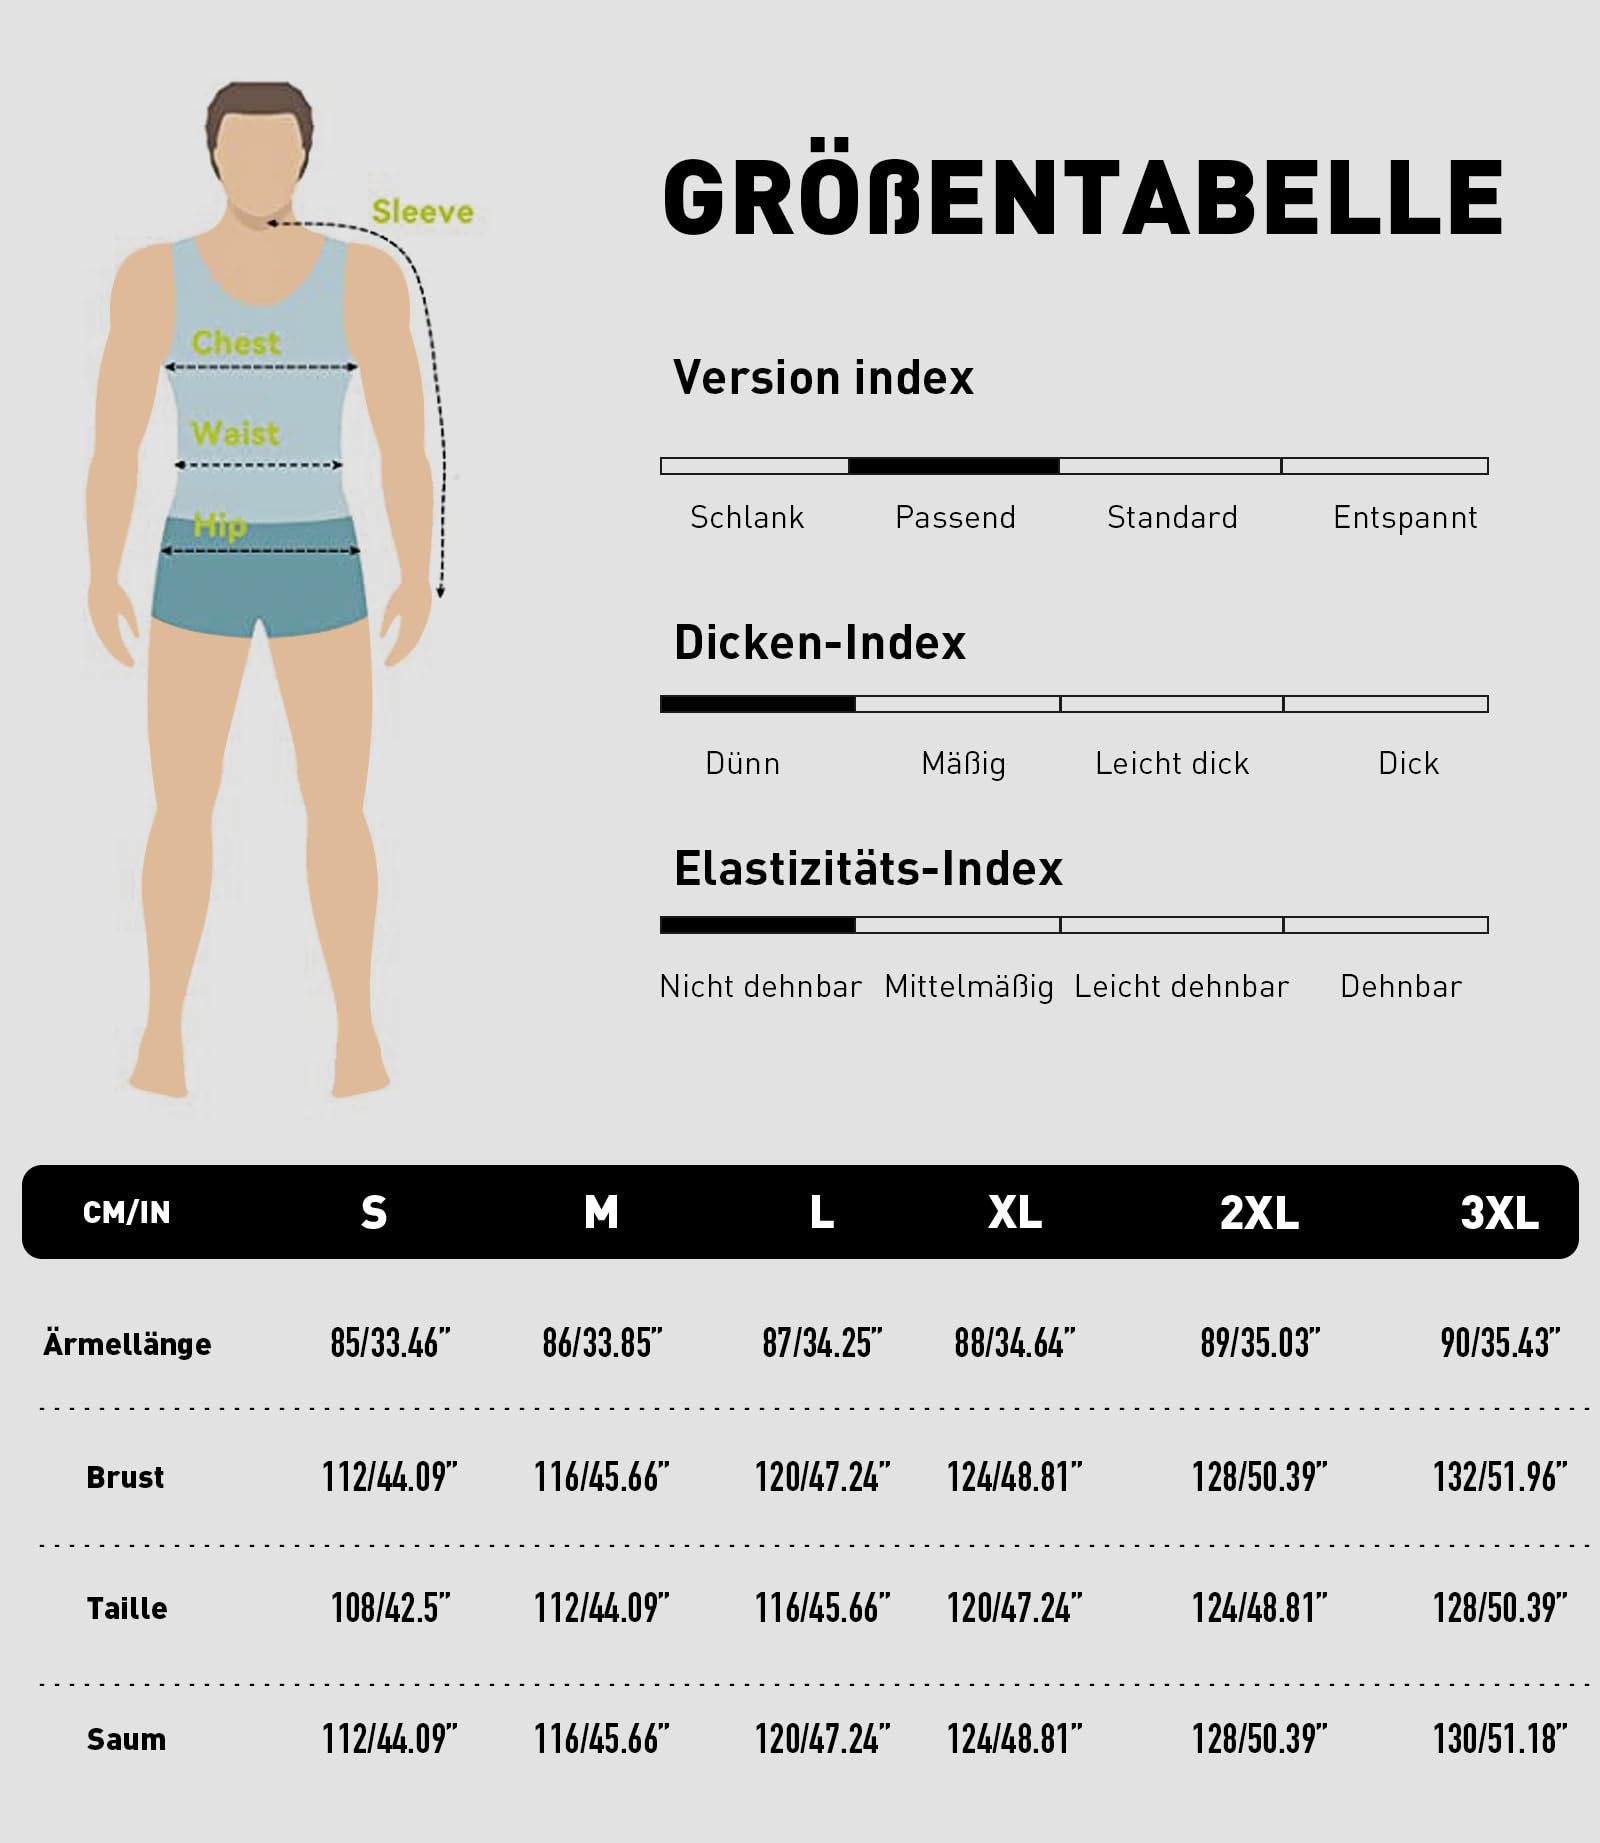 GRÖßENTABELLE
Sleeve
Chest
Waist
Hip
Version index
Schlank Passend Standard Entspannt
Dicken-Index
Dünn Mäßig Leicht dick Dick
Elastizitäts-Index
Nicht dehnbar Mittelmäßig Leicht dehnbar Dehnbar
CM/IN S M L XL 2XL 3XL
Ärmellänge 85/33.46” 86/33.85” 87/34.25” 88/34.64” 89/35.03” 90/35.43”
Brust 112/44.09” 116/45.66” 120/47.24” 124/48.81” 128/50.39” 132/51.96”
Taille 108/42.5” 112/44.09” 116/45.66” 120/47.24” 124/48.81” 128/50.39”
Saum 112/44.09” 116/45.66” 120/47.24” 124/48.81” 128/50.39” 130/51.18”